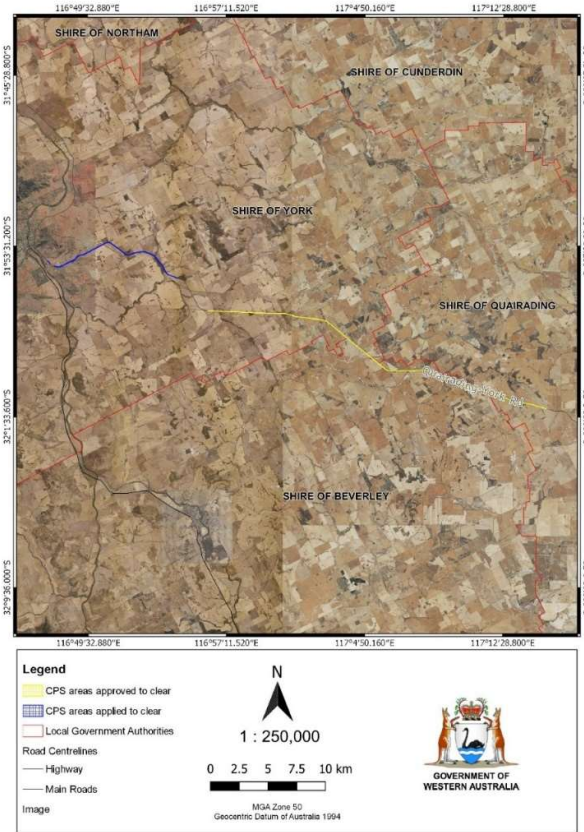 116°49'32.880"E 116°57'11.520"E 117°4'50.160"E 117°12'28.800"E
SHIRE OF NORTHAM
SHIRE OF CUNDERDIN
31°45'28.800"S
SHIRE OF YORK
31°53'31.200"S
SHIRE OF QUAIRADING
Quairading-York Rd
32°1'33.600"S
SHIRE OF BEVERLEY
32°9'36.000"S
116°49'32.880"E 116°57'11.520"E 117°4'50.160"E 117°12'28.800"E
Legend
CPS areas approved to clear
CPS areas applied to clear
Local Government Authorities
Road Centrelines
Highway
Main Roads
Image
N
1 : 250,000
0 2.5 5 7.5 10 km
MGA Zone 50
Geocentric Datum of Australia 1994
GOVERNMENT OF
WESTERN AUSTRALIA